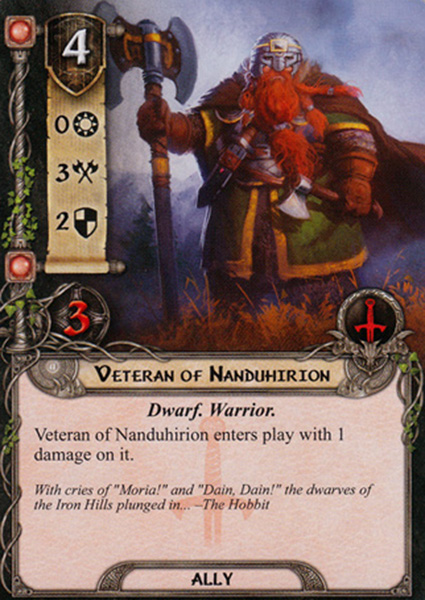 4
0
3
2
3
VETERAN OF NANDUHIRION
Dwarf. Warrior.
Veteran of Nanduhirion enters play with 1
damage on it.
With cries of "Moria!" and "Dain, Dain!" the dwarves of
the Iron Hills plunged in... –The Hobbit
ALLY